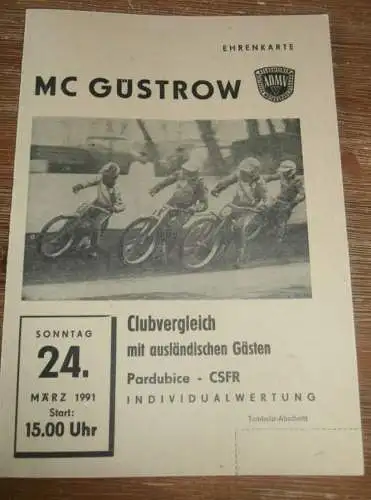 EHRENKARTE
MC GÜSTROW
ADMV
SONNTAG
24.
MÄRZ 1991
Start:
15.00 Uhr
Clubvergleich
mit ausländischen Gästen
Pardubice - CSFR
INDIVIDUALWERTUNG
Tombola-Abschnitt